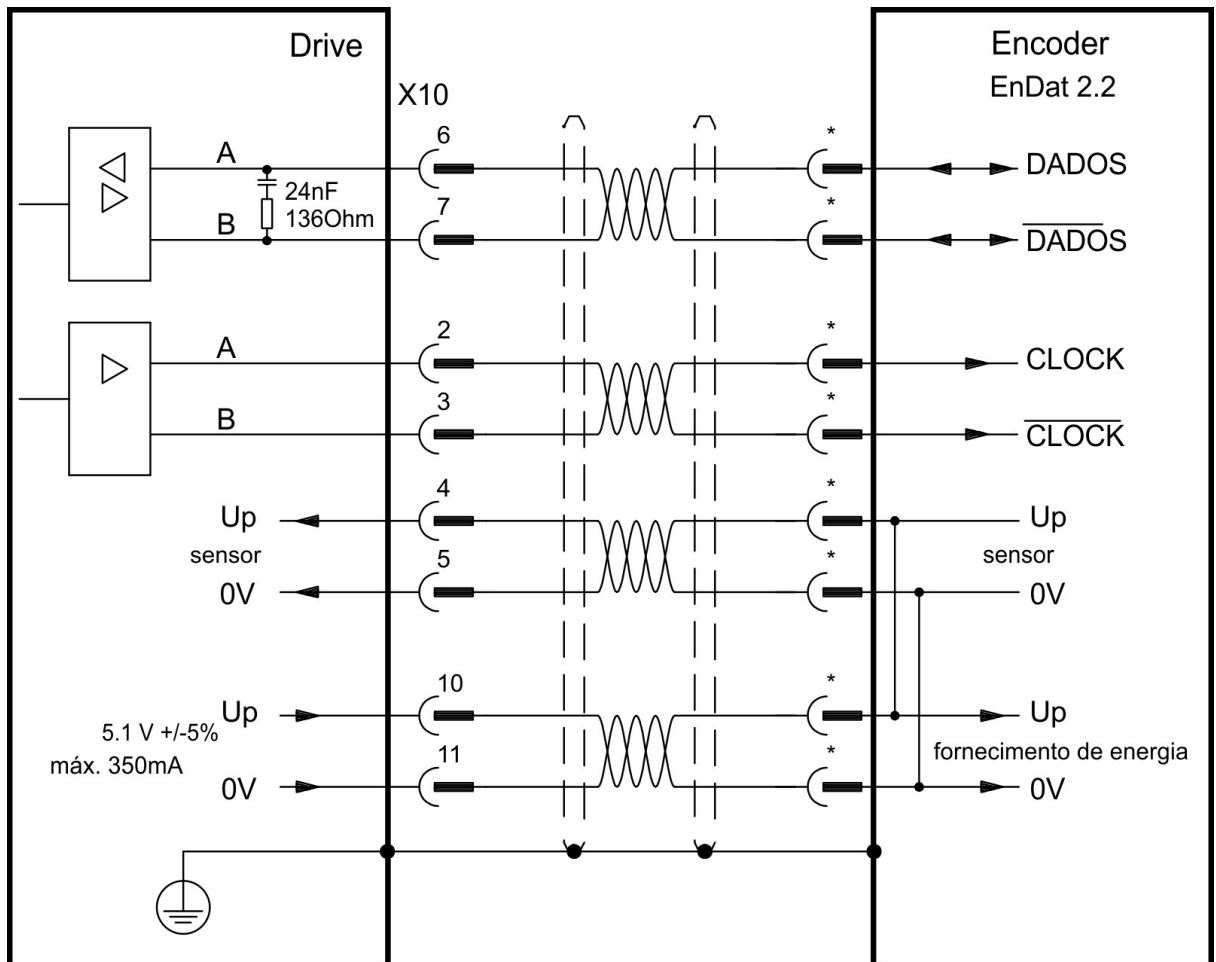 Drive
Encoder
EnDat 2.2
X10
A
6
*
DADOS
24nF
136Ohm
B
7
*
DADOS
A
2
*
CLOCK
B
3
*
CLOCK
Up
4
*
Up
sensor
sensor
0V
5
*
0V
Up
10
*
Up
5.1 V +/-5%
máx. 350mA
fornecimento de energia
0V
11
*
0V